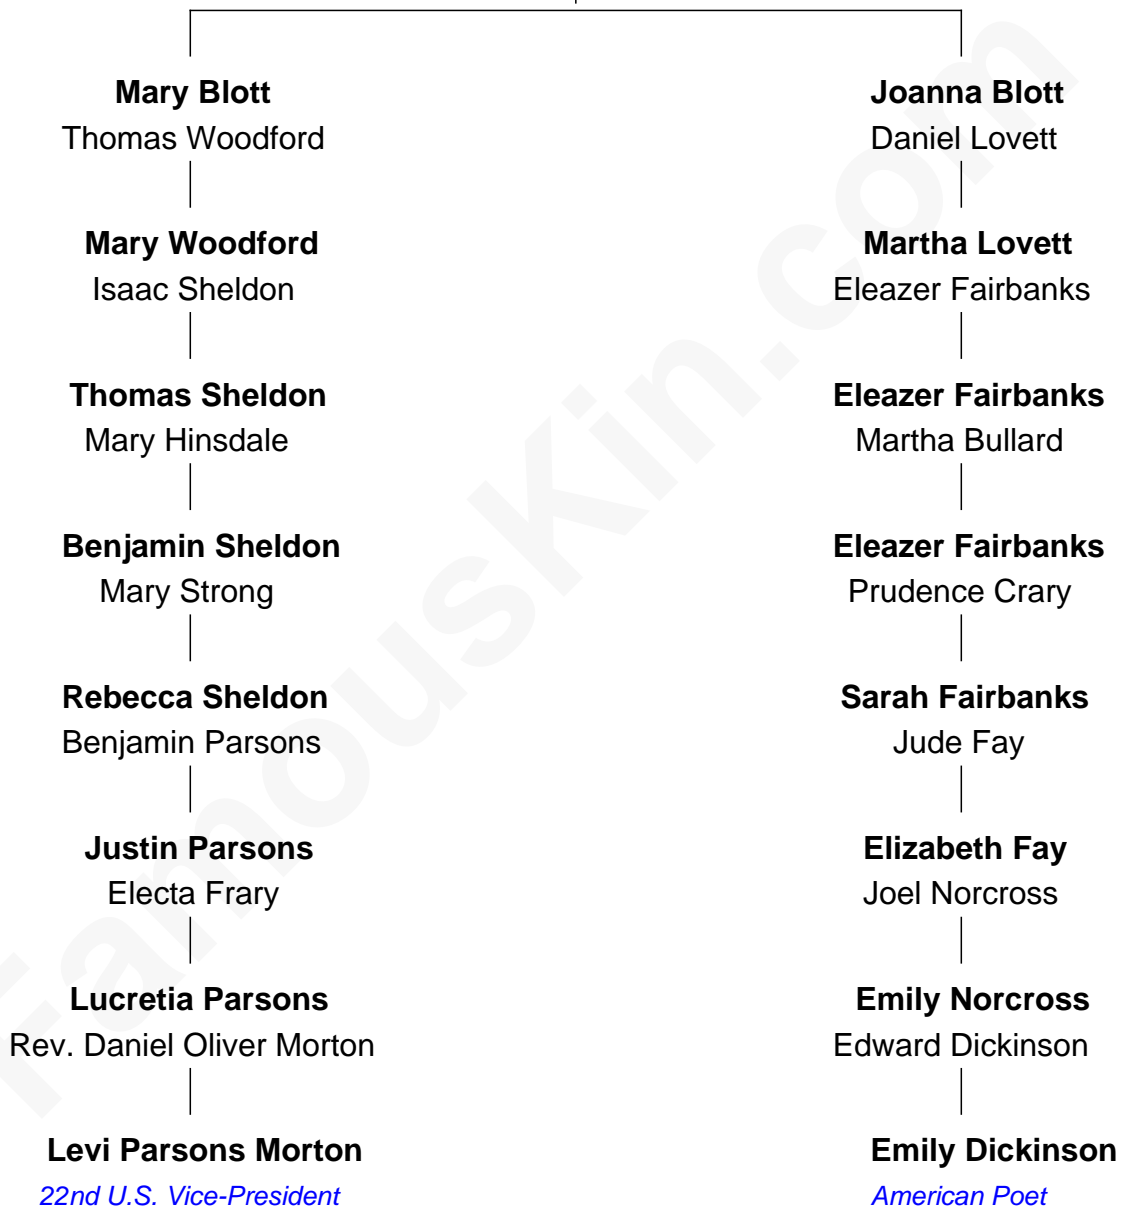 Mary Blott
Thomas Woodford
Mary Woodford
Isaac Sheldon
Thomas Sheldon
Mary Hinsdale
Benjamin Sheldon
Mary Strong
Rebecca Sheldon
Benjamin Parsons
Justin Parsons
Electa Frary
Lucretia Parsons
Rev. Daniel Oliver Morton
Levi Parsons Morton
22nd U.S. Vice-President
Joanna Blott
Daniel Lovett
Martha Lovett
Eleazer Fairbanks
Eleazer Fairbanks
Martha Bullard
Eleazer Fairbanks
Prudence Crary
Sarah Fairbanks
Jude Fay
Elizabeth Fay
Joel Norcross
Emily Norcross
Edward Dickinson
Emily Dickinson
American Poet
FamousKin.com